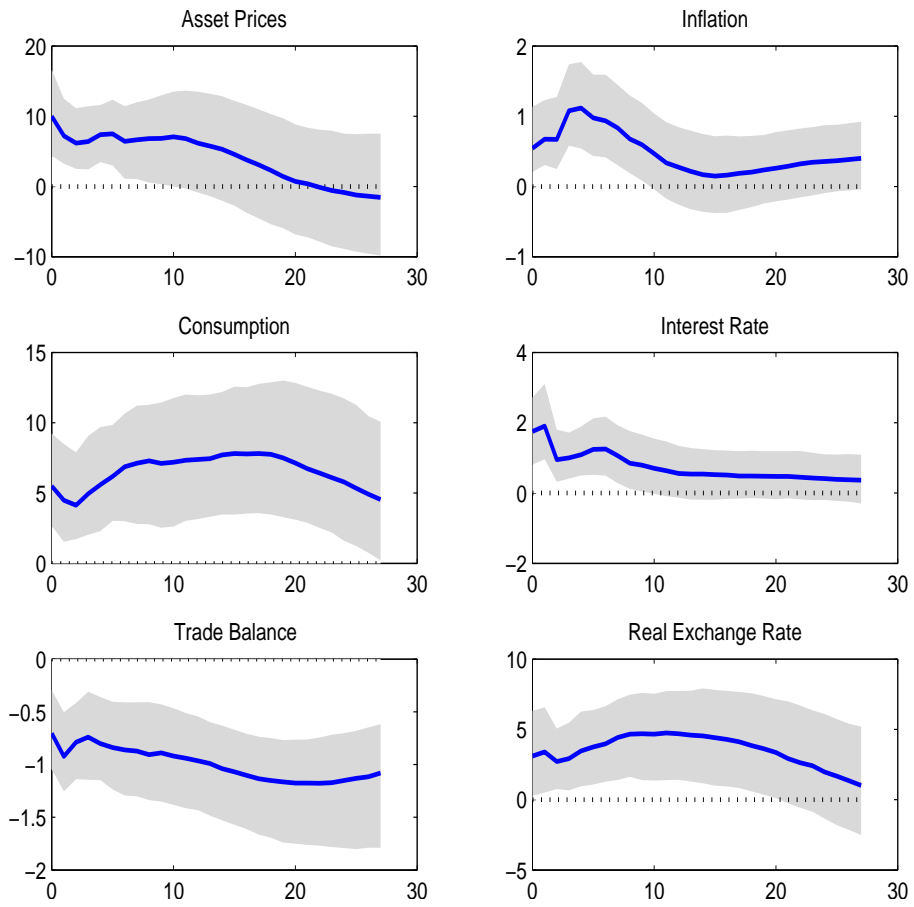 Asset Prices
20
10
0
−10
0 10 20 30
Inflation
2
1
0
−1
0 10 20 30
Consumption
15
10
5
0
0 10 20 30
Interest Rate
4
2
0
−2
0 10 20 30
Trade Balance
0
−0.5
−1
−1.5
−2
0 10 20 30
Real Exchange Rate
10
5
0
−5
0 10 20 30